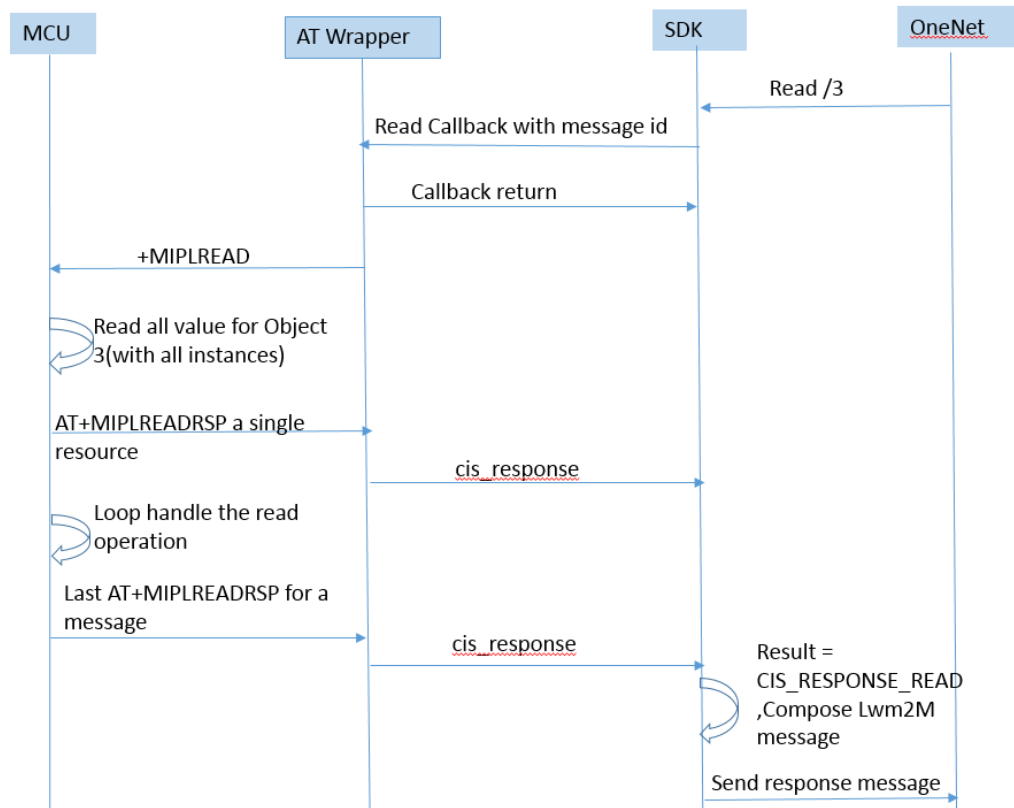 MCU
AT Wrapper
SDK
OneNet
Read /3
Read Callback with message id
Callback return
+MIPLREAD
Read all value for Object
3(with all instances)
AT+MIPLREADRSP a single
resource
cis_response
Loop handle the read
operation
Last AT+MIPLREADRSP for a
message
cis_response
Result =
CIS_RESPONSE_READ
,Compose Lwm2M
message
Send response message